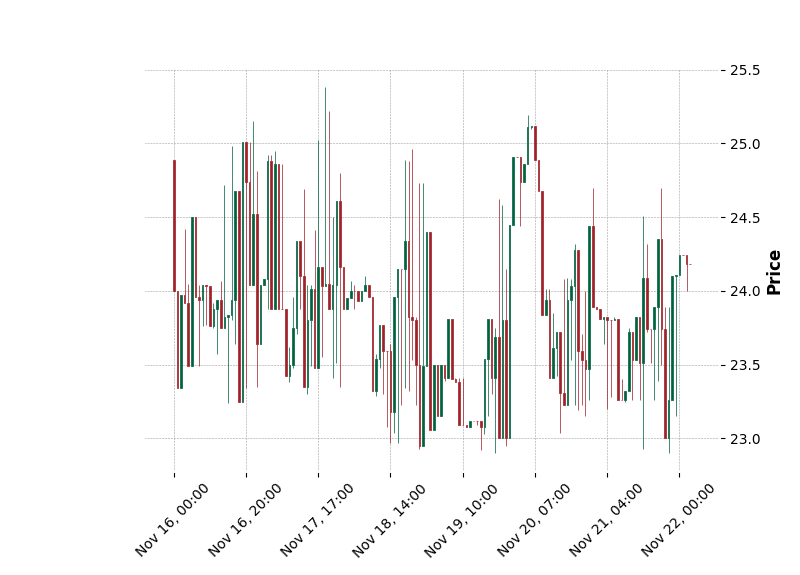 25.5
25.0
24.5
24.0
23.5
23.0
Price
Nov 16, 00:00
Nov 16, 20:00
Nov 17, 17:00
Nov 18, 14:00
Nov 19, 10:00
Nov 20, 07:00
Nov 21, 04:00
Nov 22, 00:00